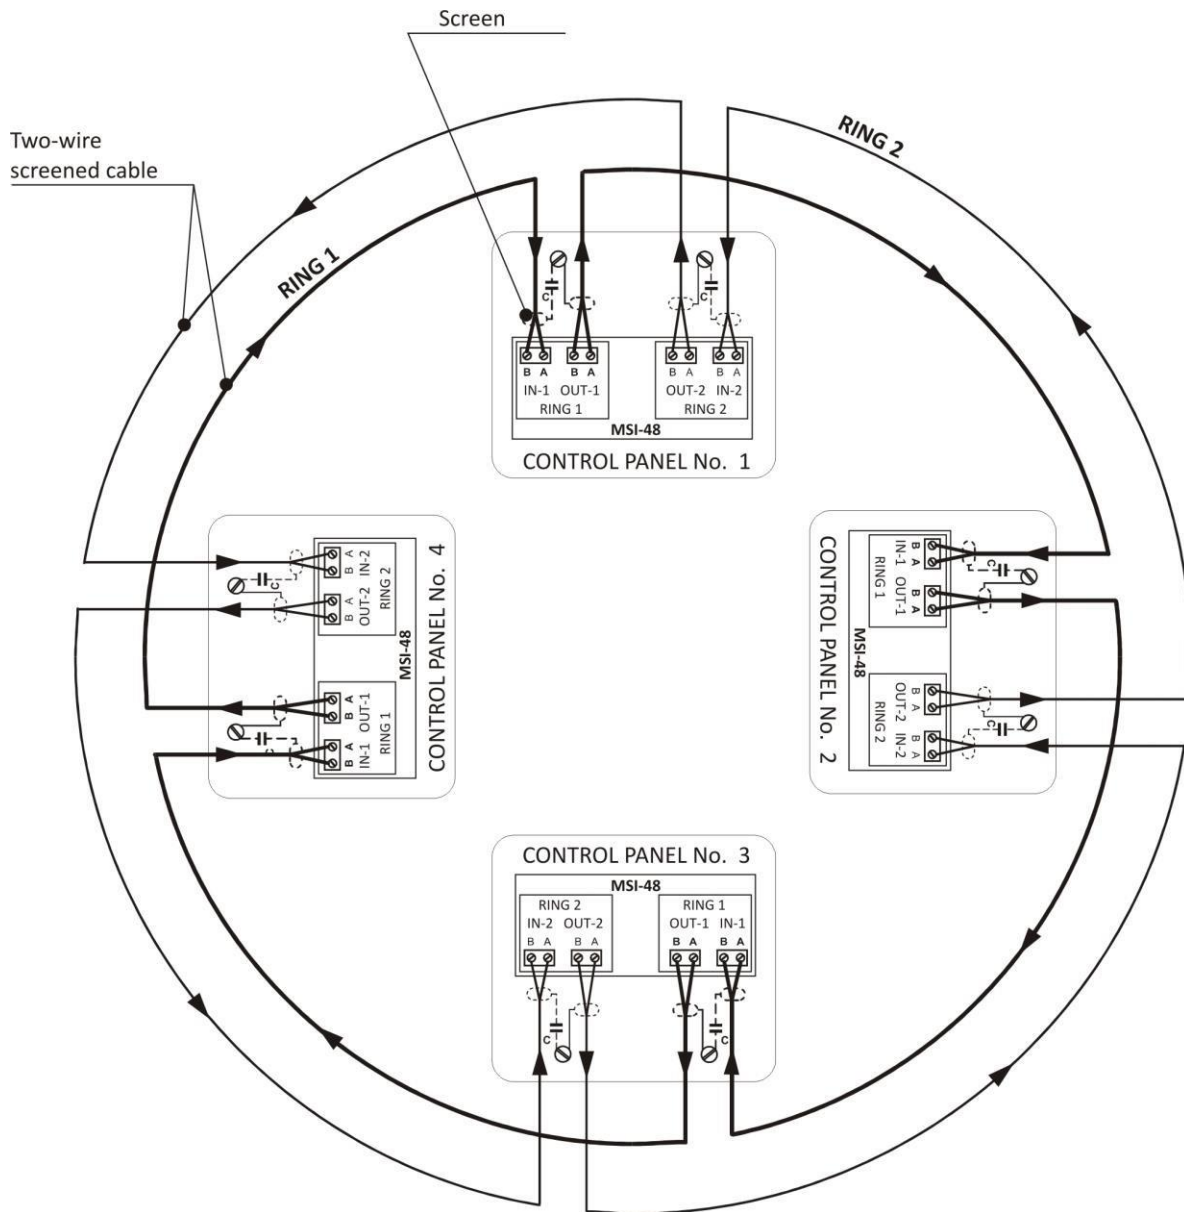 Screen
Two-wire
screened cable
RING 1
RING 2
C
C
B A B A
IN-1 OUT-1
RING 1
B A B A
OUT-2 IN-2
RING 2
MSI-48
CONTROL PANEL No. 1
C
B A
IN-2
B A
OUT-2
RING 2
MSI-48
B A
OUT-1
B A
IN-1
RING 1
C
CONTROL PANEL No. 4
CONTROL PANEL No. 2
MSI-48
RING 1
B A
IN-1
B A
OUT-1
C
RING 2
B A
OUT-2
B A
IN-2
C
CONTROL PANEL No. 3
MSI-48
RING 2
IN-2 OUT-2
B A B A
RING 1
OUT-1 IN-1
B A B A
C
C